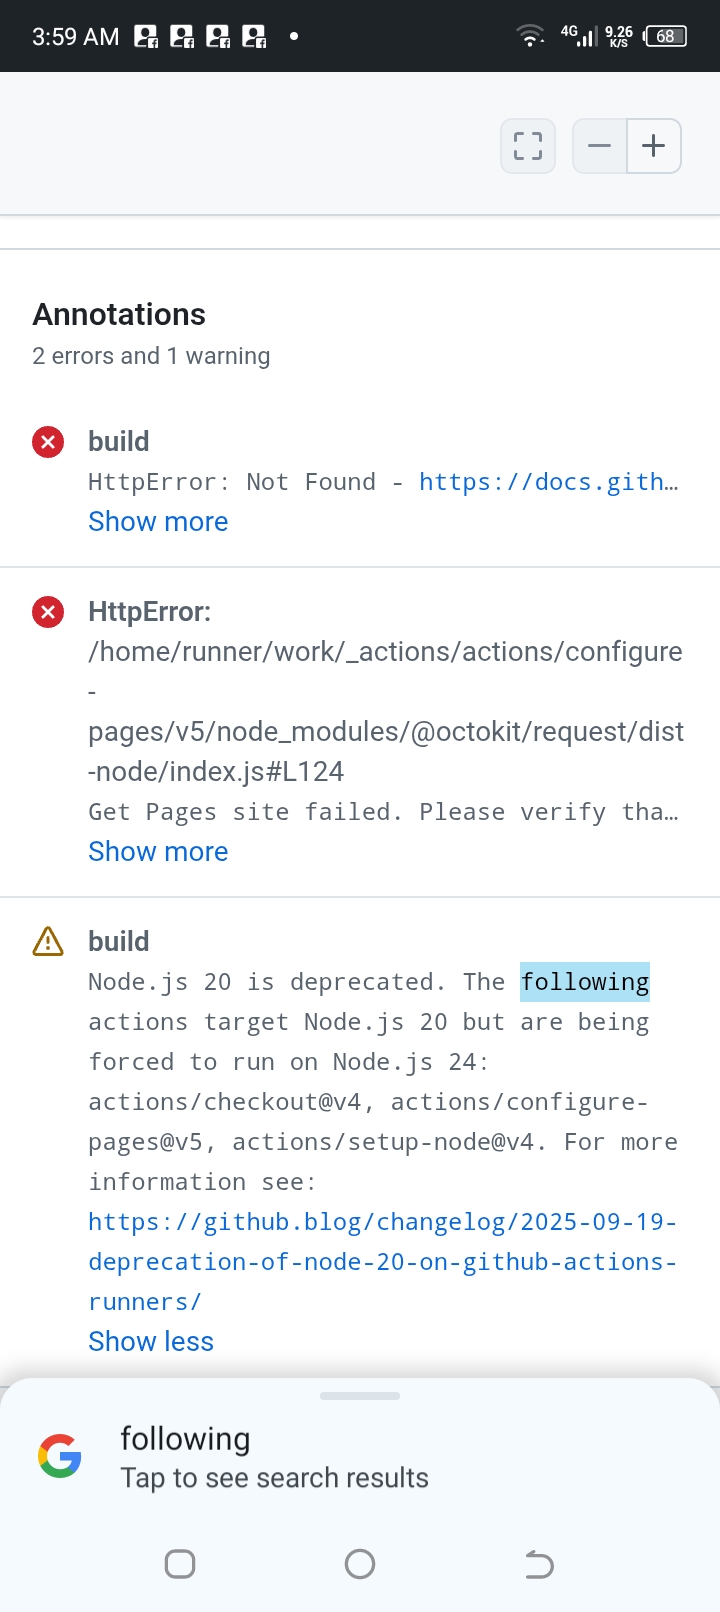 3:59 AM
4G
9.26
K/S
68
Annotations
2 errors and 1 warning
build
HttpError: Not Found - https://docs.gith…
Show more
HttpError:
/home/runner/work/_actions/actions/configure
-
pages/v5/node_modules/@octokit/request/dist
-node/index.js#L124
Get Pages site failed. Please verify tha…
Show more
build
Node.js 20 is deprecated. The following
actions target Node.js 20 but are being
forced to run on Node.js 24:
actions/checkout@v4, actions/configure-
pages@v5, actions/setup-node@v4. For more
information see:
https://github.blog/changelog/2025-09-19-
deprecation-of-node-20-on-github-actions-
runners/
Show less
following
Tap to see search results